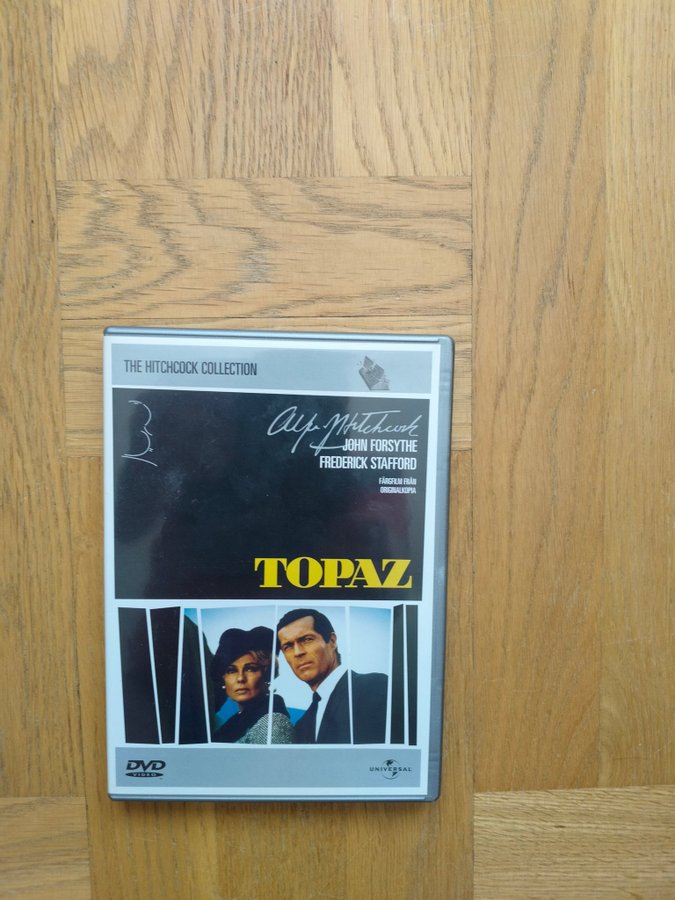 THE HITCHCOCK COLLECTION
Alfred Hitchcock
JOHN FORSYTHE
FREDERICK STAFFORD
FÄRGFILM FRÅN
ORIGINALKOPIA
TOPAZ
DVD
VIDEO
UNIVERSAL